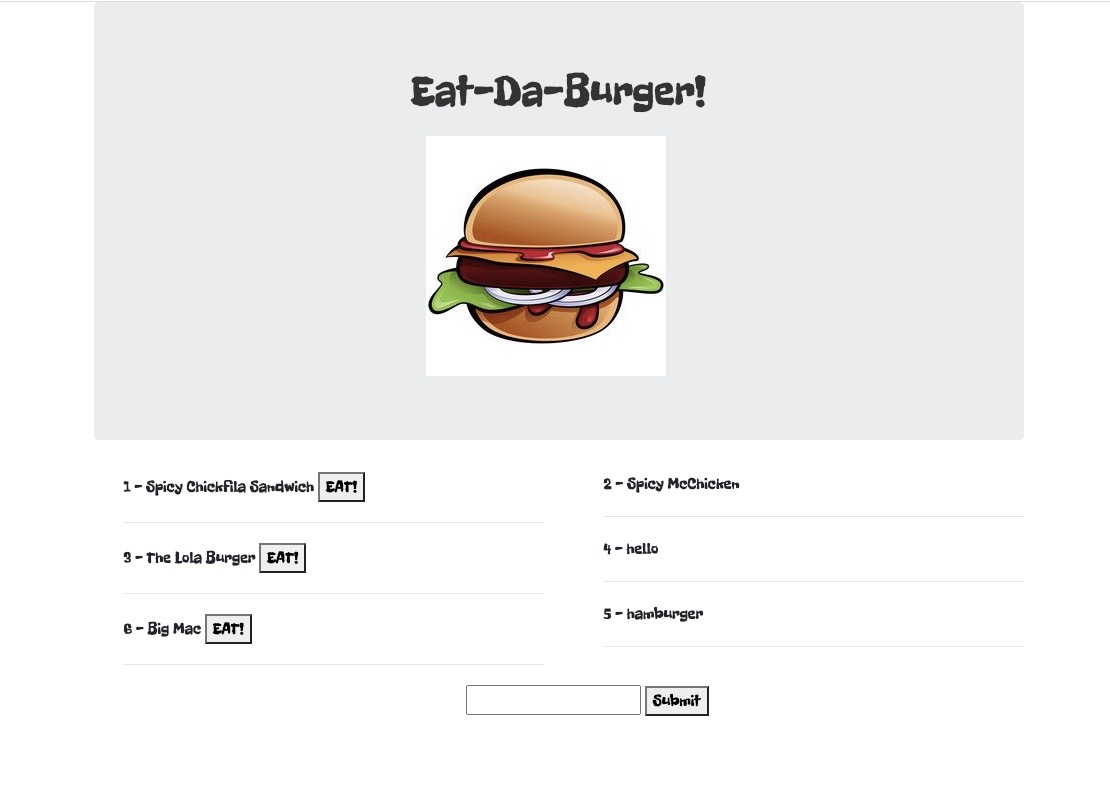 Eat-Da-Burger!
1 - Spicy Chickfila Sandwich EAT!
3 - The Lola Burger EAT!
6 - Big Mac EAT!
2 - Spicy McChicken
4 - hello
5 - hamburger
Submit